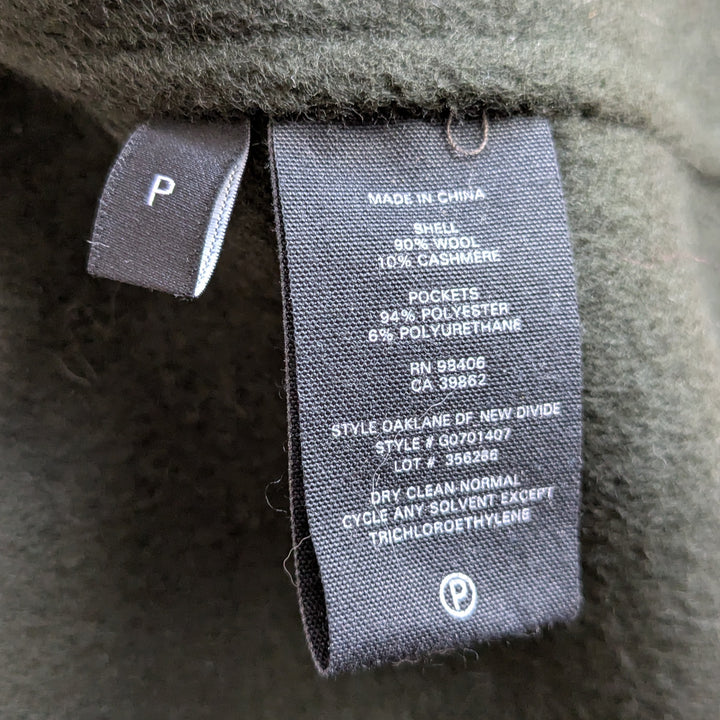 P
MADE IN CHINA
SHELL
90% WOOL
10% CASHMERE
POCKETS
94% POLYESTER
6% POLYURETHANE
RN 98406
CA 39862
STYLE OAKLANE DF NEW DIVIDE
STYLE # G0701407
LOT # 356286
DRY CLEAN NORMAL
CYCLE ANY SOLVENT EXCEPT
TRICHLOROETHYLENE
P